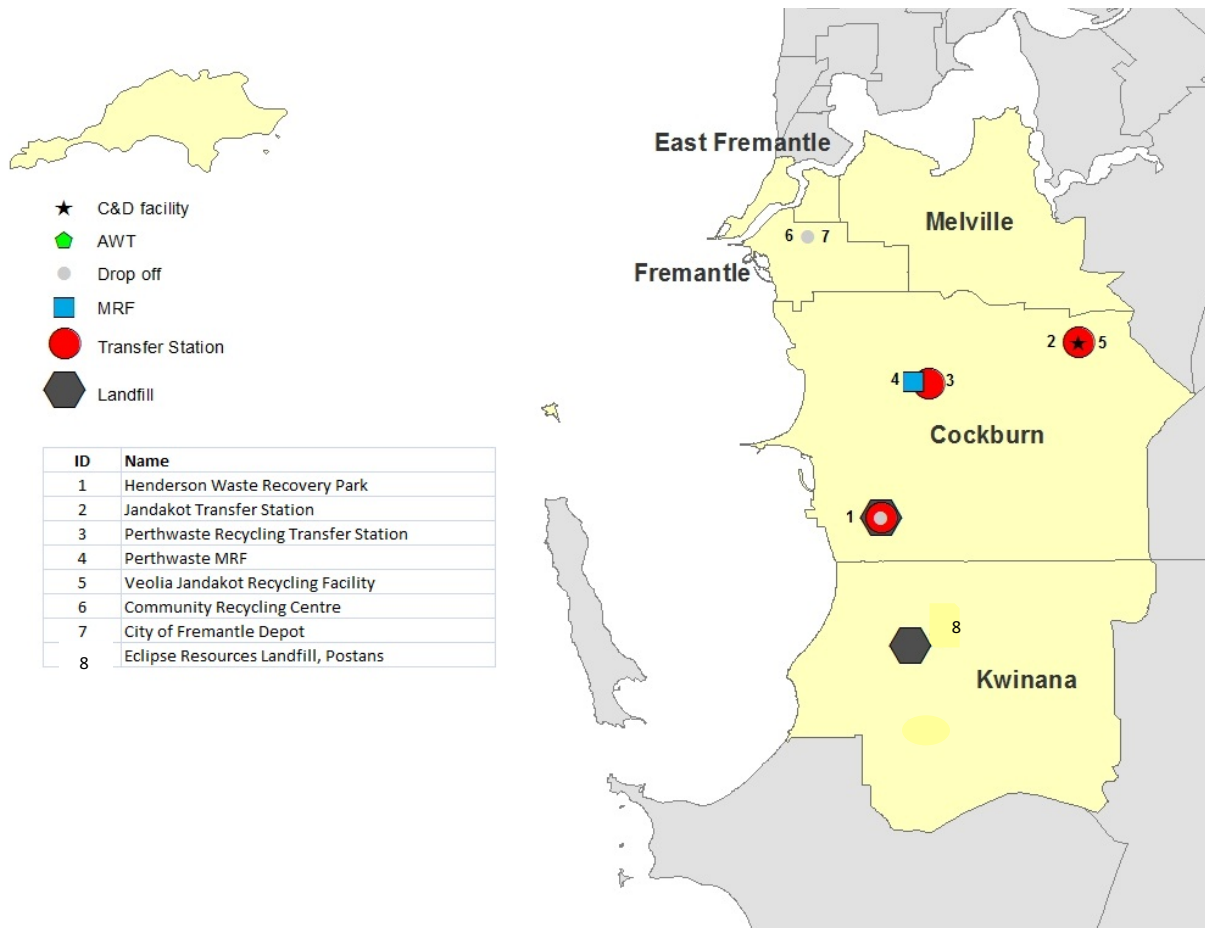 East Fremantle
C&D facility
AWT
Melville
6 7
Drop off
Fremantle
MRF
Transfer Station
2 5
Landfill
4 3
Cockburn
ID Name
1 Henderson Waste Recovery Park
2 Jandakot Transfer Station
3 Perthwaste Recycling Transfer Station
1
4 Perthwaste MRF
5 Veolia Jandakot Recycling Facility
6 Community Recycling Centre
7 City of Fremantle Depot
8 Eclipse Resources Landfill, Postans
8
Kwinana